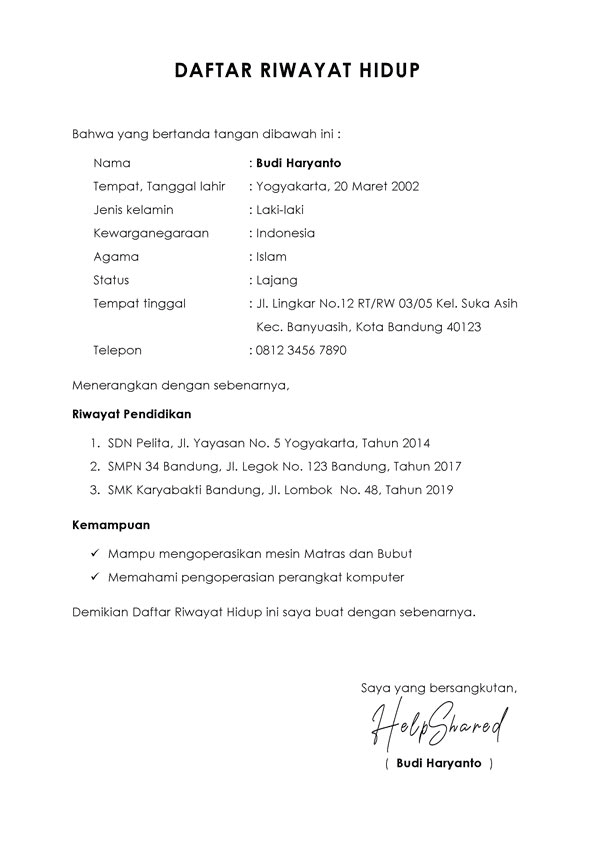 DAFTAR RIWAYAT HIDUP
Bahwa yang bertanda tangan dibawah ini :
Nama : Budi Haryanto
Tempat, Tanggal lahir : Yogyakarta, 20 Maret 2002
Jenis kelamin : Laki-laki
Kewarganegaraan : Indonesia
Agama : Islam
Status : Lajang
Tempat tinggal : Jl. Lingkar No.12 RT/RW 03/05 Kel. Suka Asih
Kec. Banyuasih, Kota Bandung 40123
Telepon : 0812 3456 7890
Menerangkan dengan sebenarnya,
Riwayat Pendidikan
1. SDN Pelita, Jl. Yayasan No. 5 Yogyakarta, Tahun 2014
2. SMPN 34 Bandung, Jl. Legok No. 123 Bandung, Tahun 2017
3. SMK Karyabakti Bandung, Jl. Lombok No. 48, Tahun 2019
Kemampuan
✓ Mampu mengoperasikan mesin Matras dan Bubut
✓ Memahami pengoperasian perangkat komputer
Demikian Daftar Riwayat Hidup ini saya buat dengan sebenarnya.
Saya yang bersangkutan,
HelpShared
( Budi Haryanto )